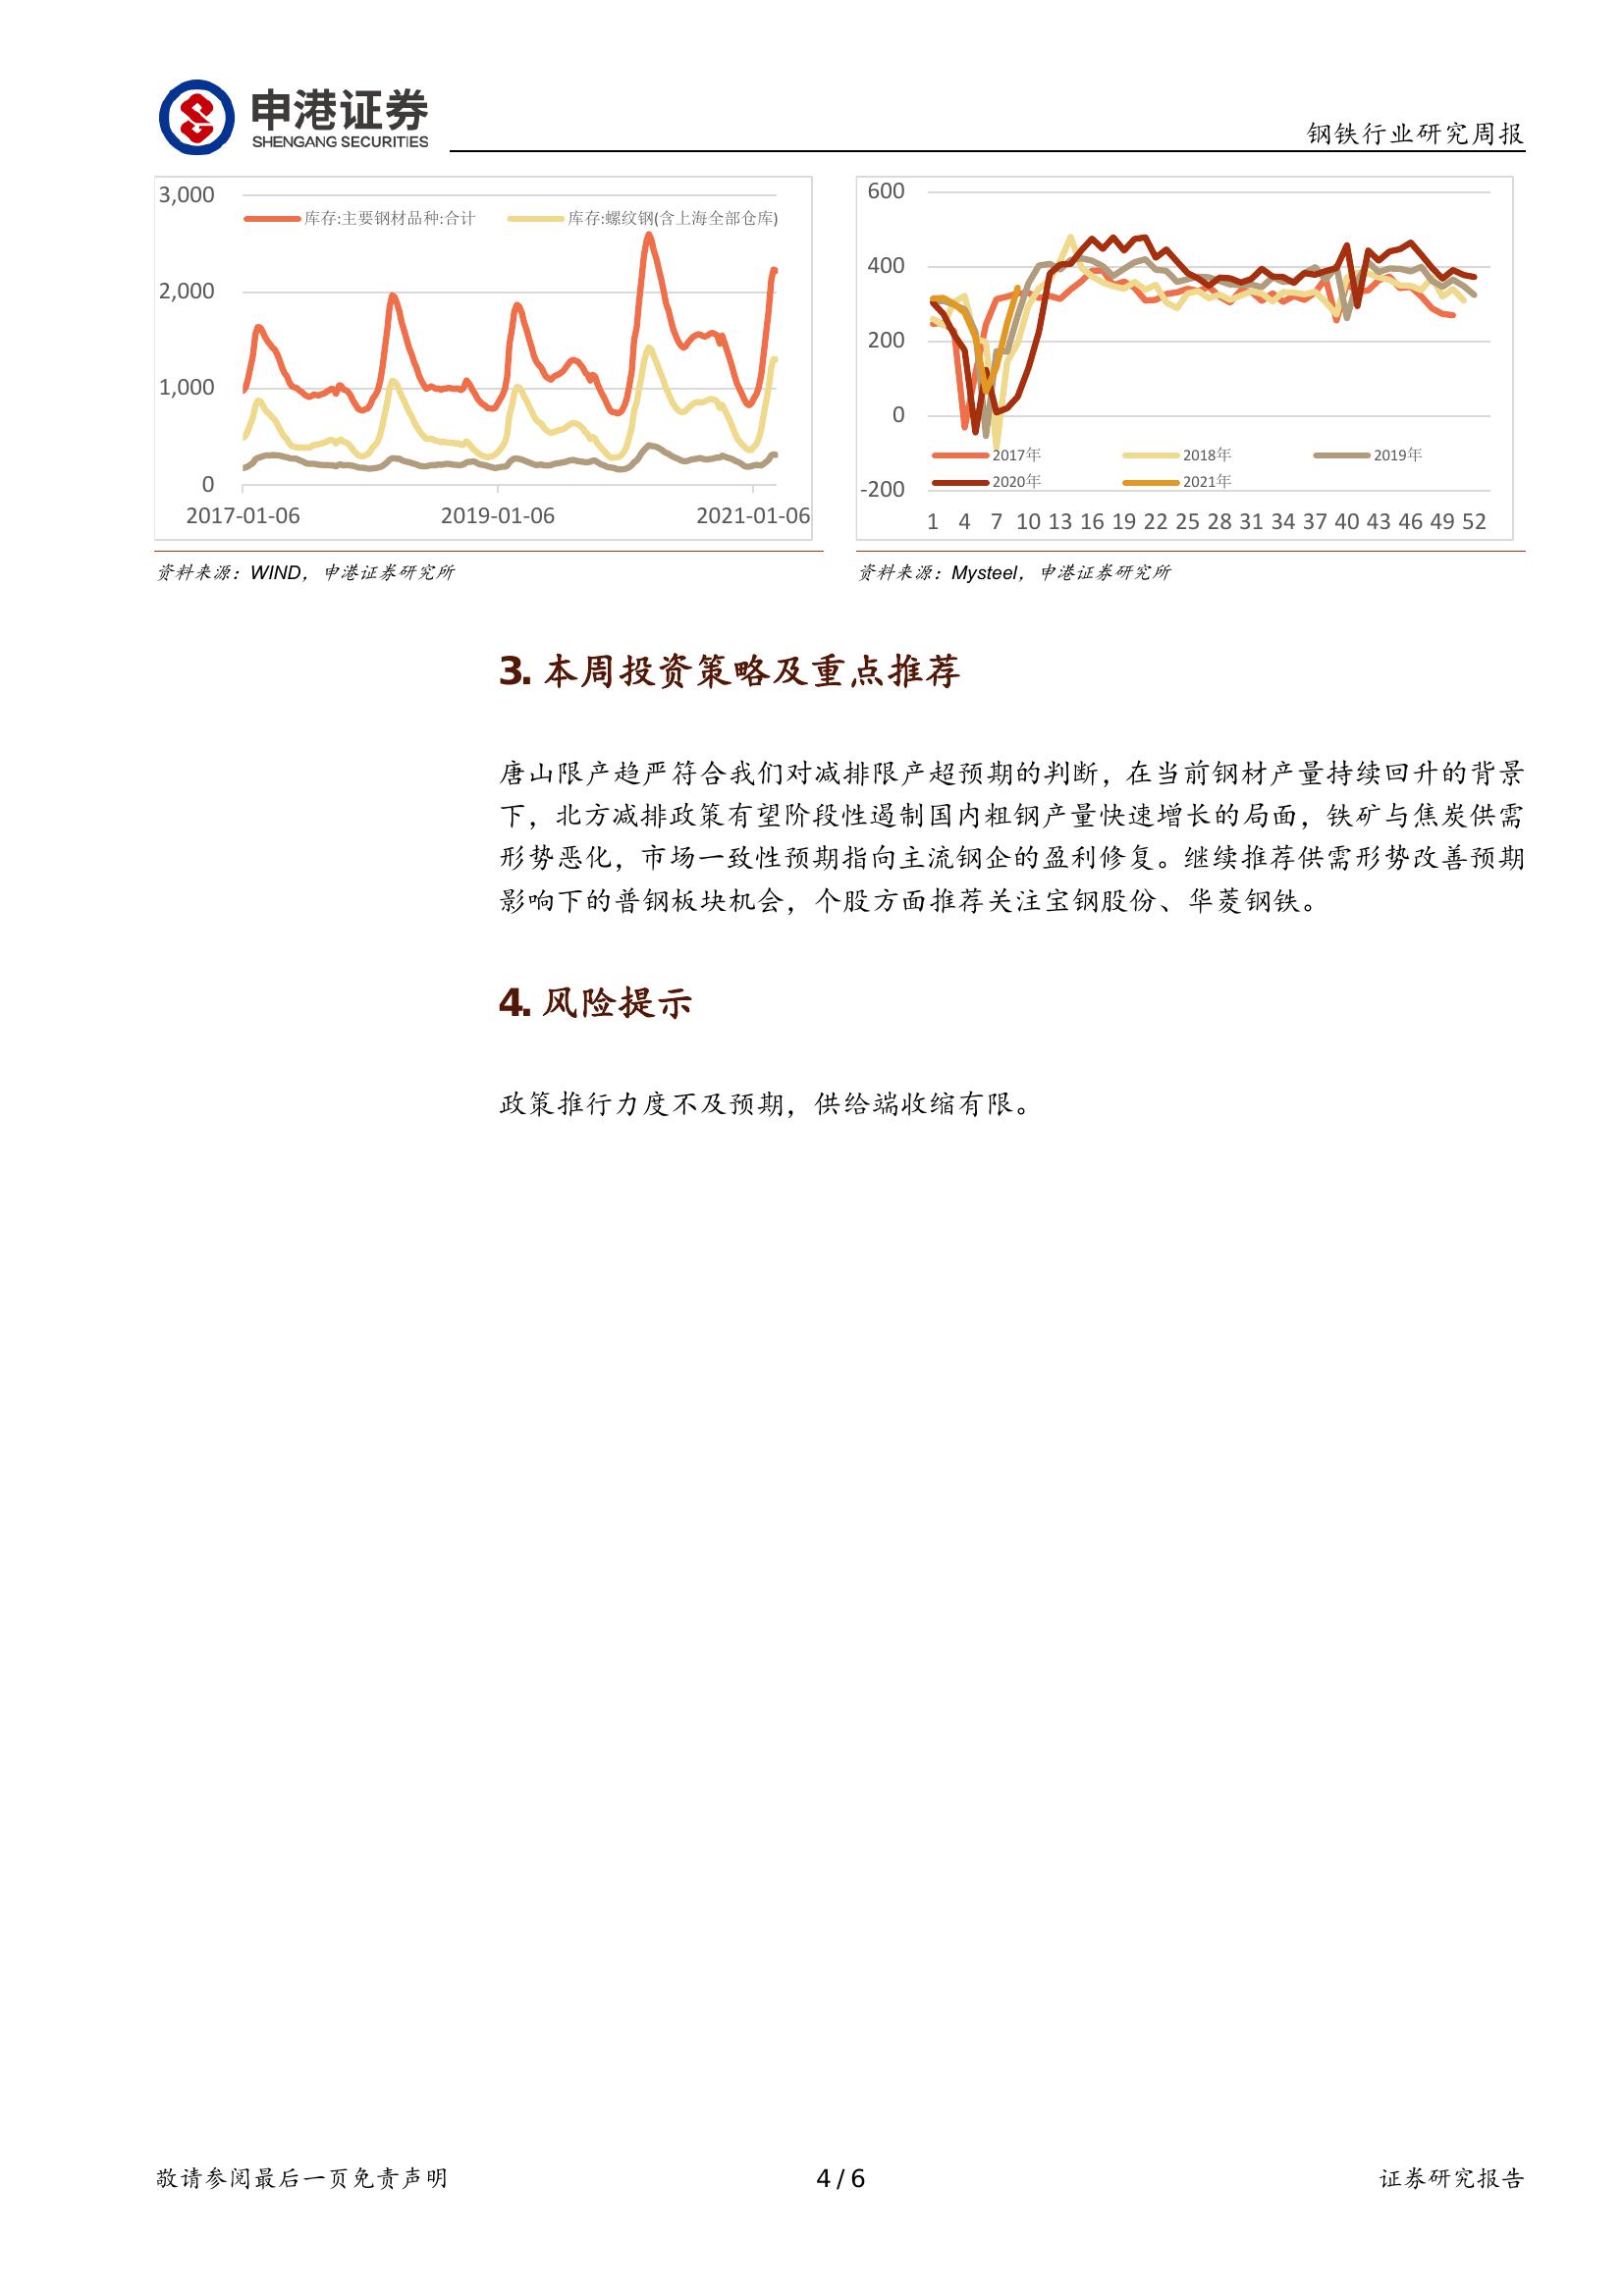 申港证券
SHENGANG SECURITIES
钢铁行业研究周报
3,000
2,000
1,000
0
库存:主要钢材品种:合计
库存:螺纹钢(含上海全部仓库)
2017-01-06
2019-01-06
2021-01-06
600
400
200
0
-200
2017年
2018年
2019年
2020年
2021年
1 4 7 10 13 16 19 22 25 28 31 34 37 40 43 46 49 52
资料来源：WIND，申港证券研究所
资料来源：Mysteel，申港证券研究所
3. 本周投资策略及重点推荐
唐山限产趋严符合我们对减排限产超预期的判断，在当前钢材产量持续回升的背景
下，北方减排政策有望阶段性遏制国内粗钢产量快速增长的局面，铁矿与焦炭供需
形势恶化，市场一致性预期指向主流钢企的盈利修复。继续推荐供需形势改善预期
影响下的普钢板块机会，个股方面推荐关注宝钢股份、华菱钢铁。
4. 风险提示
政策推行力度不及预期，供给端收缩有限。
敬请参阅最后一页免责声明
4 / 6
证券研究报告